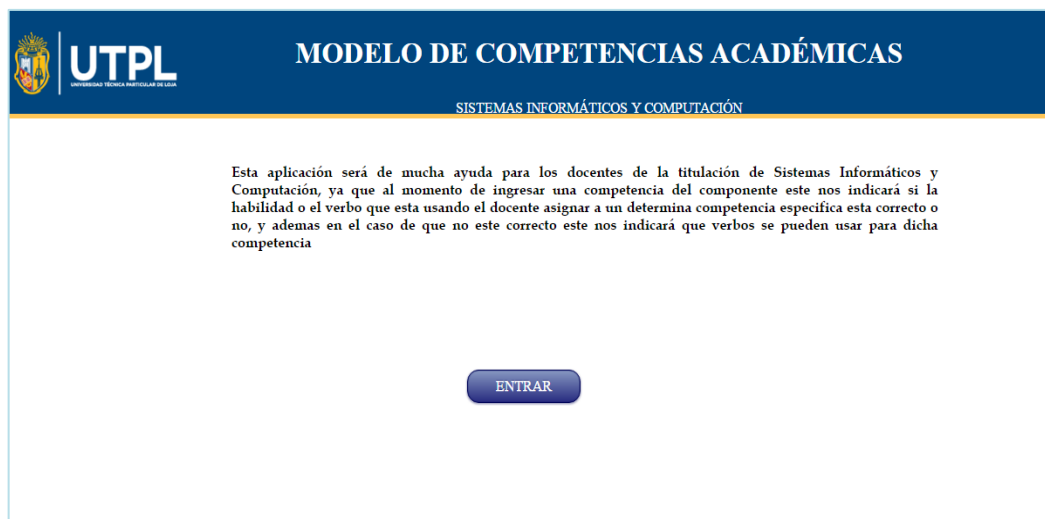 UTPL
UNIVERSIDAD TÉCNICA PARTICULAR DE LOJA
MODELO DE COMPETENCIAS ACADÉMICAS
SISTEMAS INFORMÁTICOS Y COMPUTACIÓN
Esta aplicación será de mucha ayuda para los docentes de la titulación de Sistemas Informáticos y
Computación, ya que al momento de ingresar una competencia del componente este nos indicará si la
habilidad o el verbo que esta usando el docente asignar a un determina competencia especifica esta correcto o
no, y ademas en el caso de que no este correcto este nos indicará que verbos se pueden usar para dicha
competencia
ENTRAR